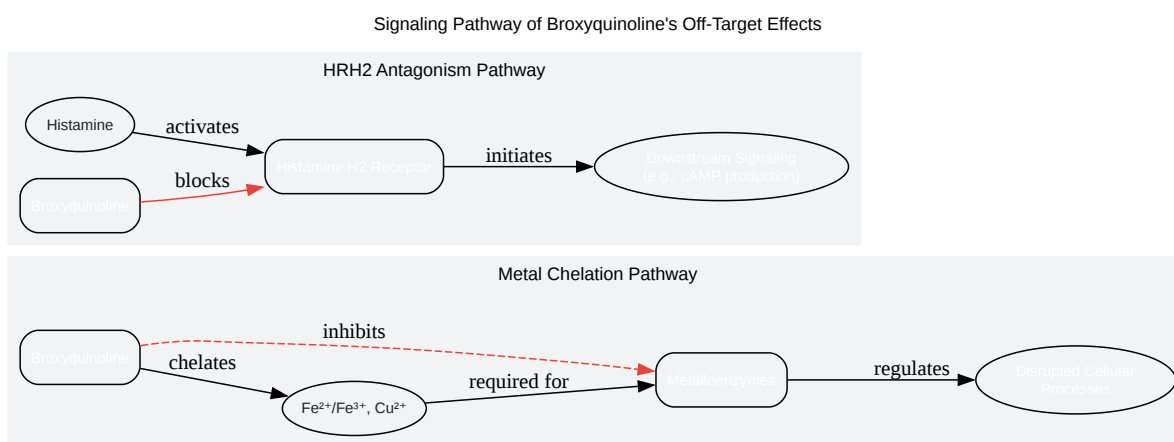 Signaling Pathway of Broxyquinoline's Off-Target Effects
HRH2 Antagonism Pathway
Histamine
activates
Histamine H2 Receptor
initiates
Downstream Signaling
(e.g., cAMP production)
blocks
Broxyquinoline
Metal Chelation Pathway
Broxyquinoline
inhibits
chelates
Fe²⁺/Fe³⁺, Cu²⁺
required for
Metalloenzymes
regulates
Disrupted Cellular
Processes